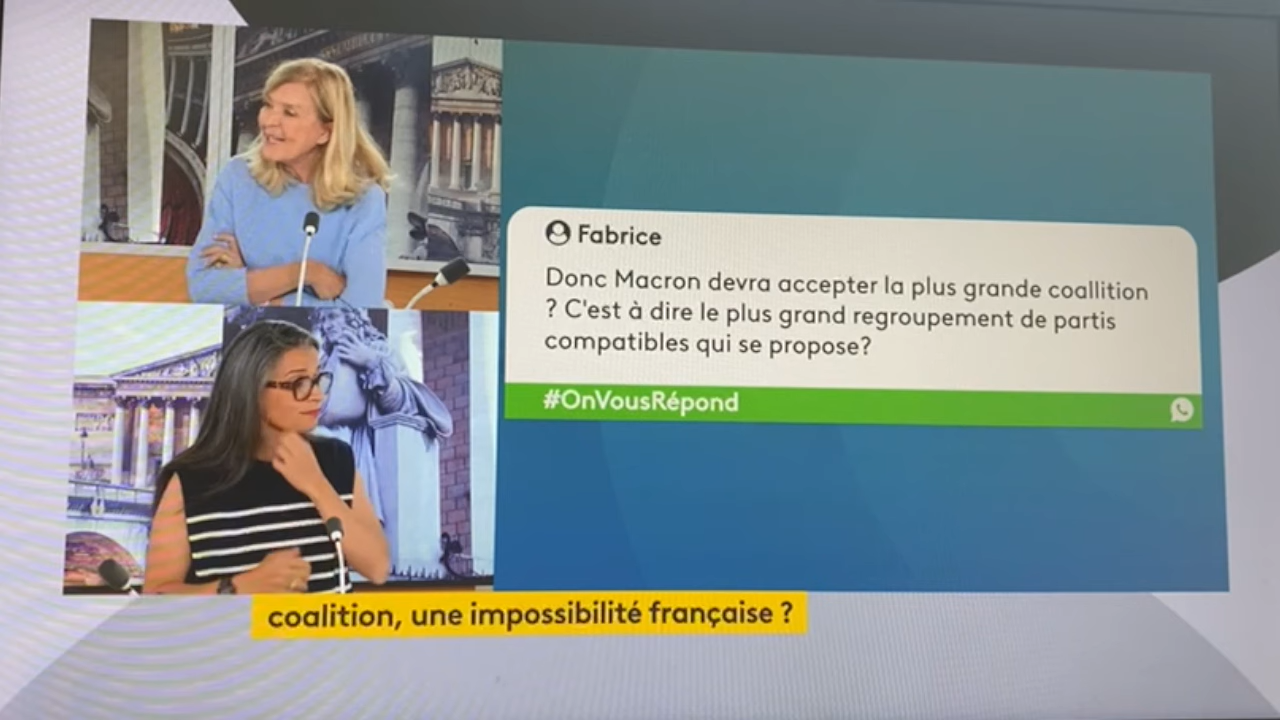 Fabrice
Donc Macron devra accepter la plus grande coallition
? C'est à dire le plus grand regroupement de partis
compatibles qui se propose?
#OnVousRépond
coalition, une impossibilité française ?